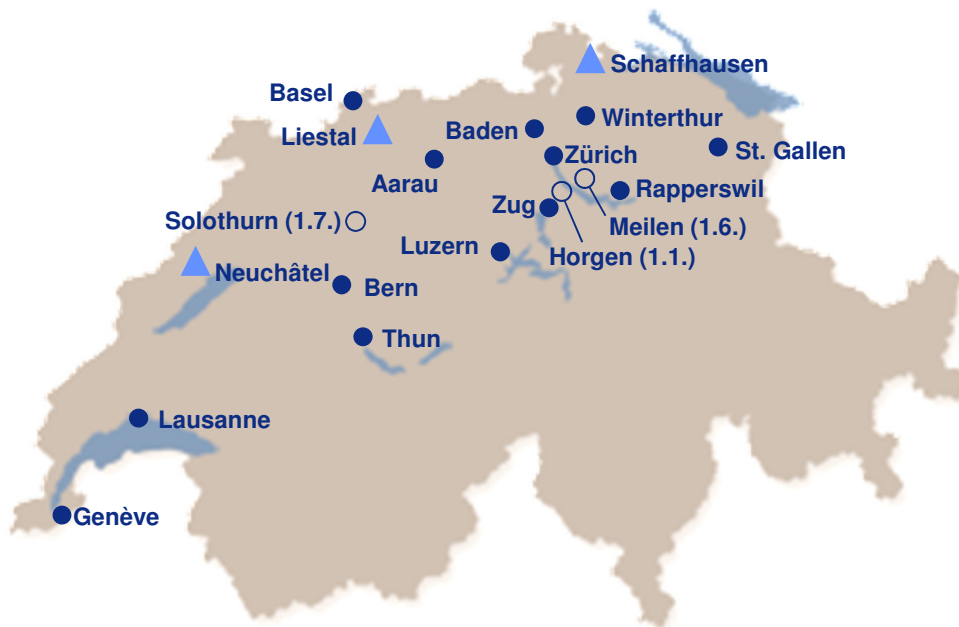 Schaffhausen
Basel
Winterthur
Liestal
Baden
St. Gallen
Zürich
Aarau
Rapperswil
Zug
Solothurn (1.7.)
Meilen (1.6.)
Luzern
Horgen (1.1.)
Neuchâtel
Bern
Thun
Lausanne
Genève